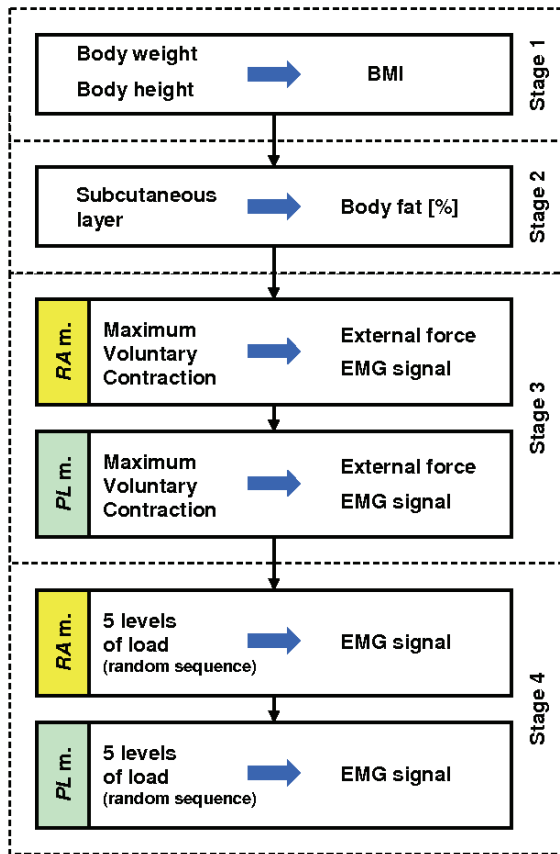 Body weight
Body height
BMI
Stage 1
Subcutaneous
layer
Body fat [%]
Stage 2
RA m.
Maximum
Voluntary
Contraction
External force
EMG signal
PL m.
Maximum
Voluntary
Contraction
External force
EMG signal
Stage 3
RA m.
5 levels
of load
(random sequence)
EMG signal
PL m.
5 levels
of load
(random sequence)
EMG signal
Stage 4